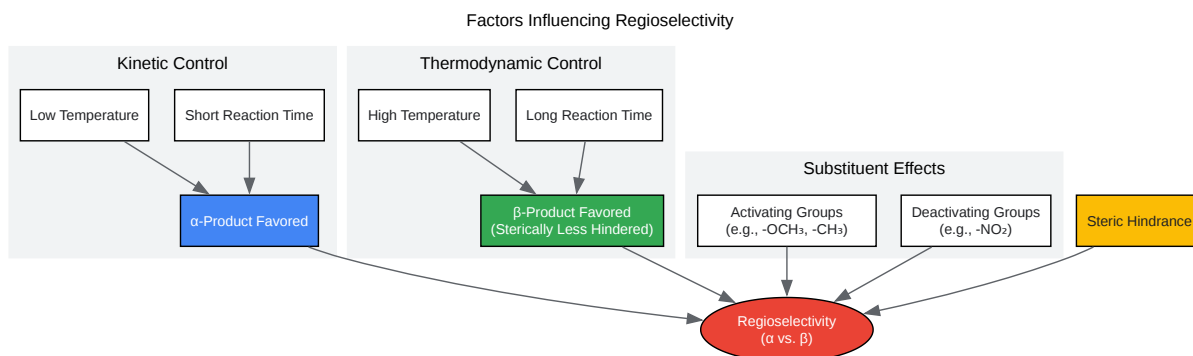 Factors Influencing Regioselectivity
Kinetic Control
Thermodynamic Control
Low Temperature
Short Reaction Time
High Temperature
Long Reaction Time
Substituent Effects
α-Product Favored
β-Product Favored
(Sterically Less Hindered)
Activating Groups
(e.g., -OCH₃, -CH₃)
Deactivating Groups
(e.g., -NO₂)
Steric Hindrance
Regioselectivity
(α vs. β)